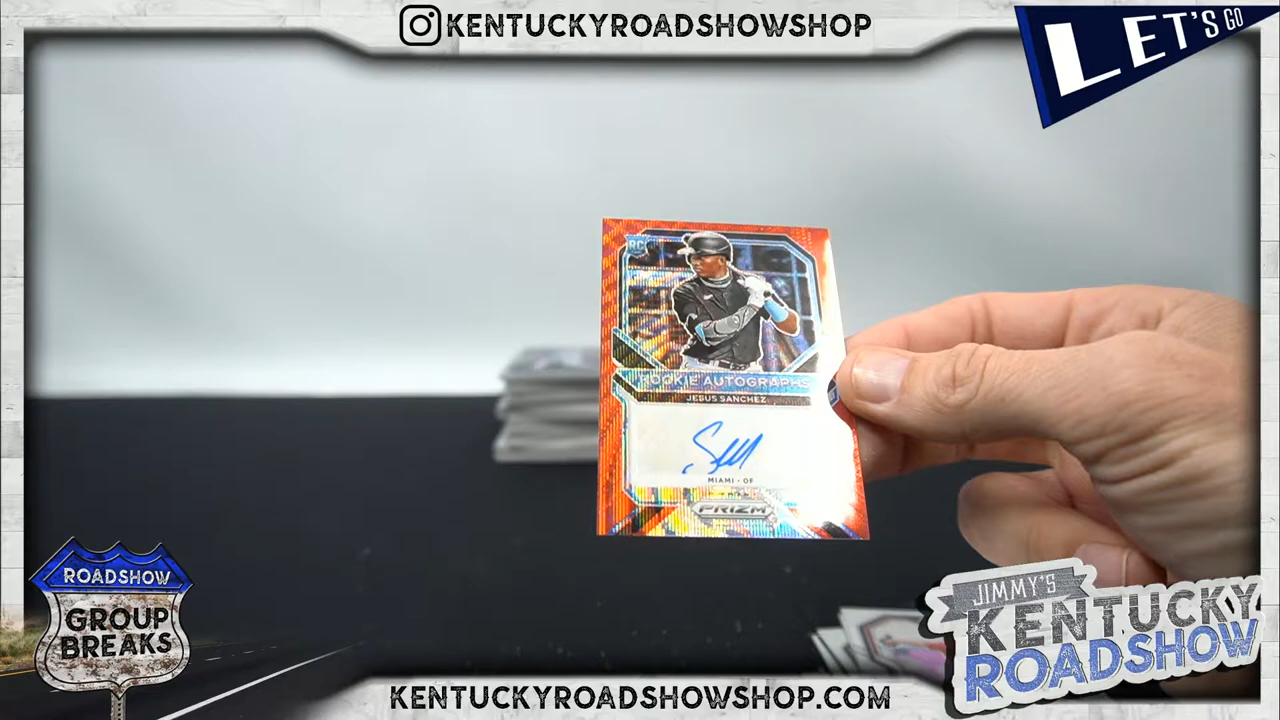 KENTUCKYROADSHOWSHOP
LET'S GO
RC
ROOKIE AUTOGRAPHS
JESUS SANCHEZ
MIAMI - OF
PRIZM
ROADSHOW
GROUP
BREAKS
JIMMY'S
KENTUCKY
ROADSHOW
KENTUCKYROADSHOWSHOP.COM